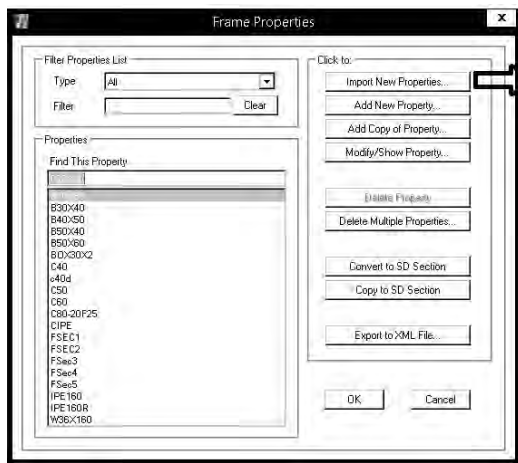 Frame Properties
x
Filter Properties List
Type
All
Filter
Clear
Properties
Find This Property
B30X40
B40X50
B50X40
B50X60
BOX30X2
C40
c40d
C50
C60
C80-20F25
CIPE
FSEC1
FSEC2
FSec3
FSec4
FSec5
IPE160
IPE160R
W36X160
Click to:
Import New Properties...
Add New Property...
Add Copy of Property...
Modify/Show Property...
Delete Property
Delete Multiple Properties...
Convert to SD Section
Copy to SD Section
Export to XML File...
OK
Cancel